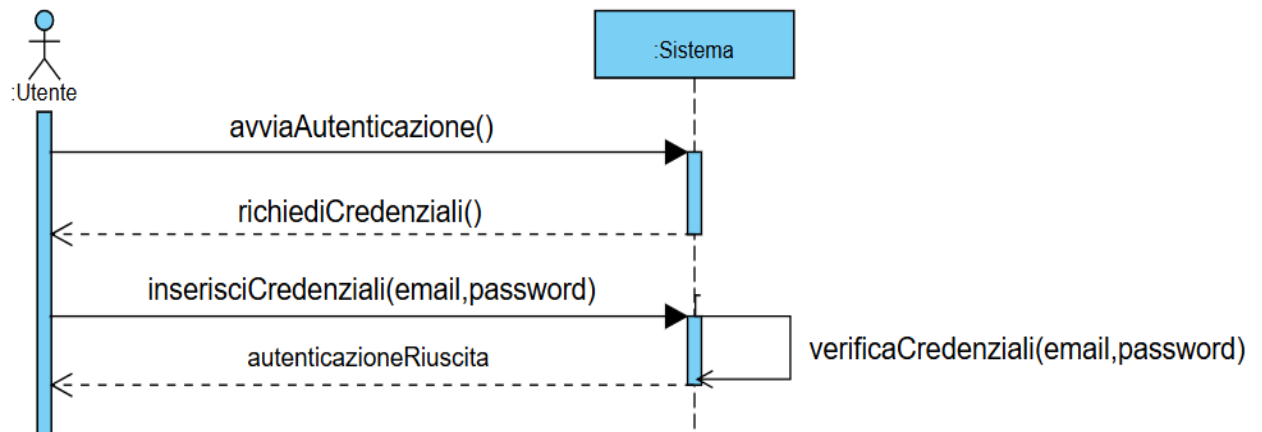 :Sistema
:Utente
avviaAutenticazione()
richiediCredenziali()
inserisciCredenziali(email,password)
verificaCredenziali(email,password)
autenticazioneRiuscita